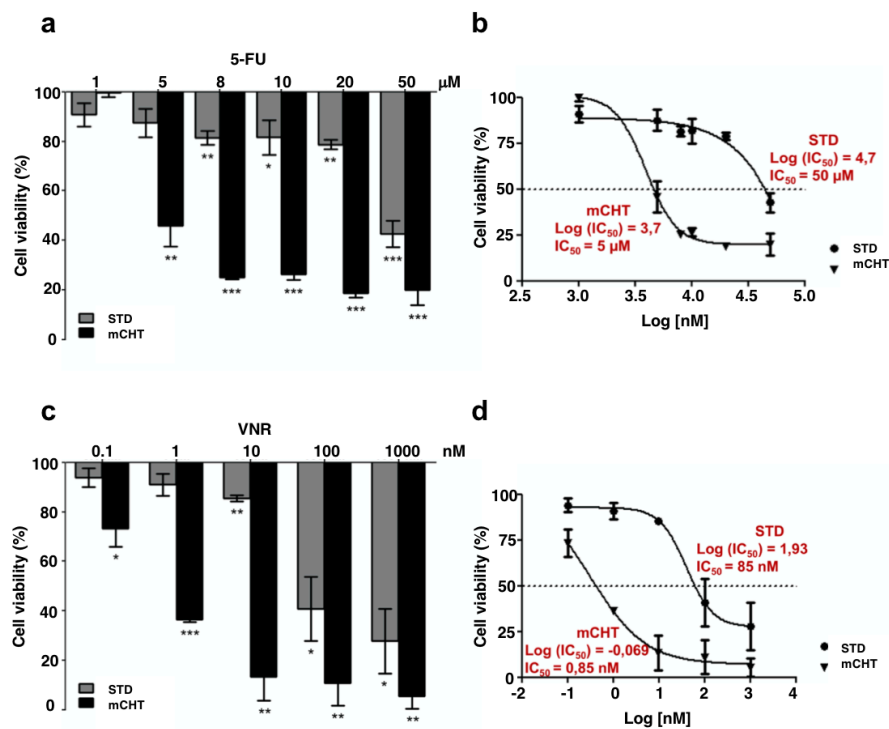 a
5-FU
1 5 8 10 20 50 µM
100
80
60
40
20
0
Cell viability (%)
** * ** ***
** *** *** *** ***
STD
mCHT
b
100
75
50
25
0
Cell viability (%)
STD
Log (IC50) = 4,7
IC50 = 50 µM
mCHT
Log (IC50) = 3,7
IC50 = 5 µM
STD
mCHT
2.5 3.0 3.5 4.0 4.5 5.0
Log [nM]
c
VNR
0.1 1 10 100 1000 nM
100
80
60
40
20
0
Cell viability (%)
** * *
* *** ** ** **
STD
mCHT
d
100
75
50
25
0
Cell viability (%)
STD
Log (IC50) = 1,93
IC50 = 85 nM
mCHT
Log (IC50) = -0,069
IC50 = 0,85 nM
STD
mCHT
-2 -1 0 1 2 3 4
Log [nM]